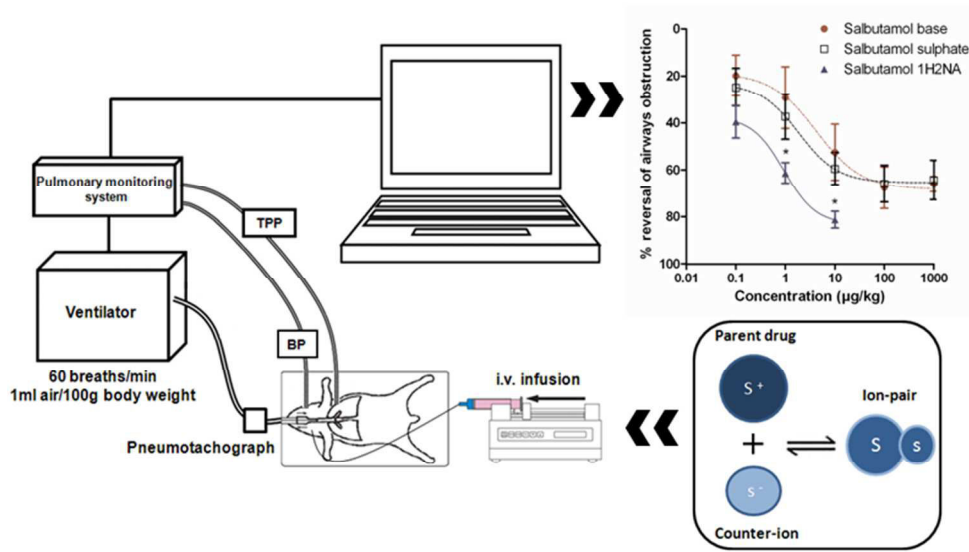 Pulmonary monitoring
system
TPP
Ventilator
BP
60 breaths/min
1ml air/100g body weight
Pneumotachograph
i.v. infusion
% reversal of airways obstruction
0
20
40
60
80
100
Salbutamol base
Salbutamol sulphate
Salbutamol 1H2NA
*
*
0.01 0.1 1 10 100 1000
Concentration (µg/kg)
Parent drug
S +
+
s -
Counter-ion
Ion-pair
S s